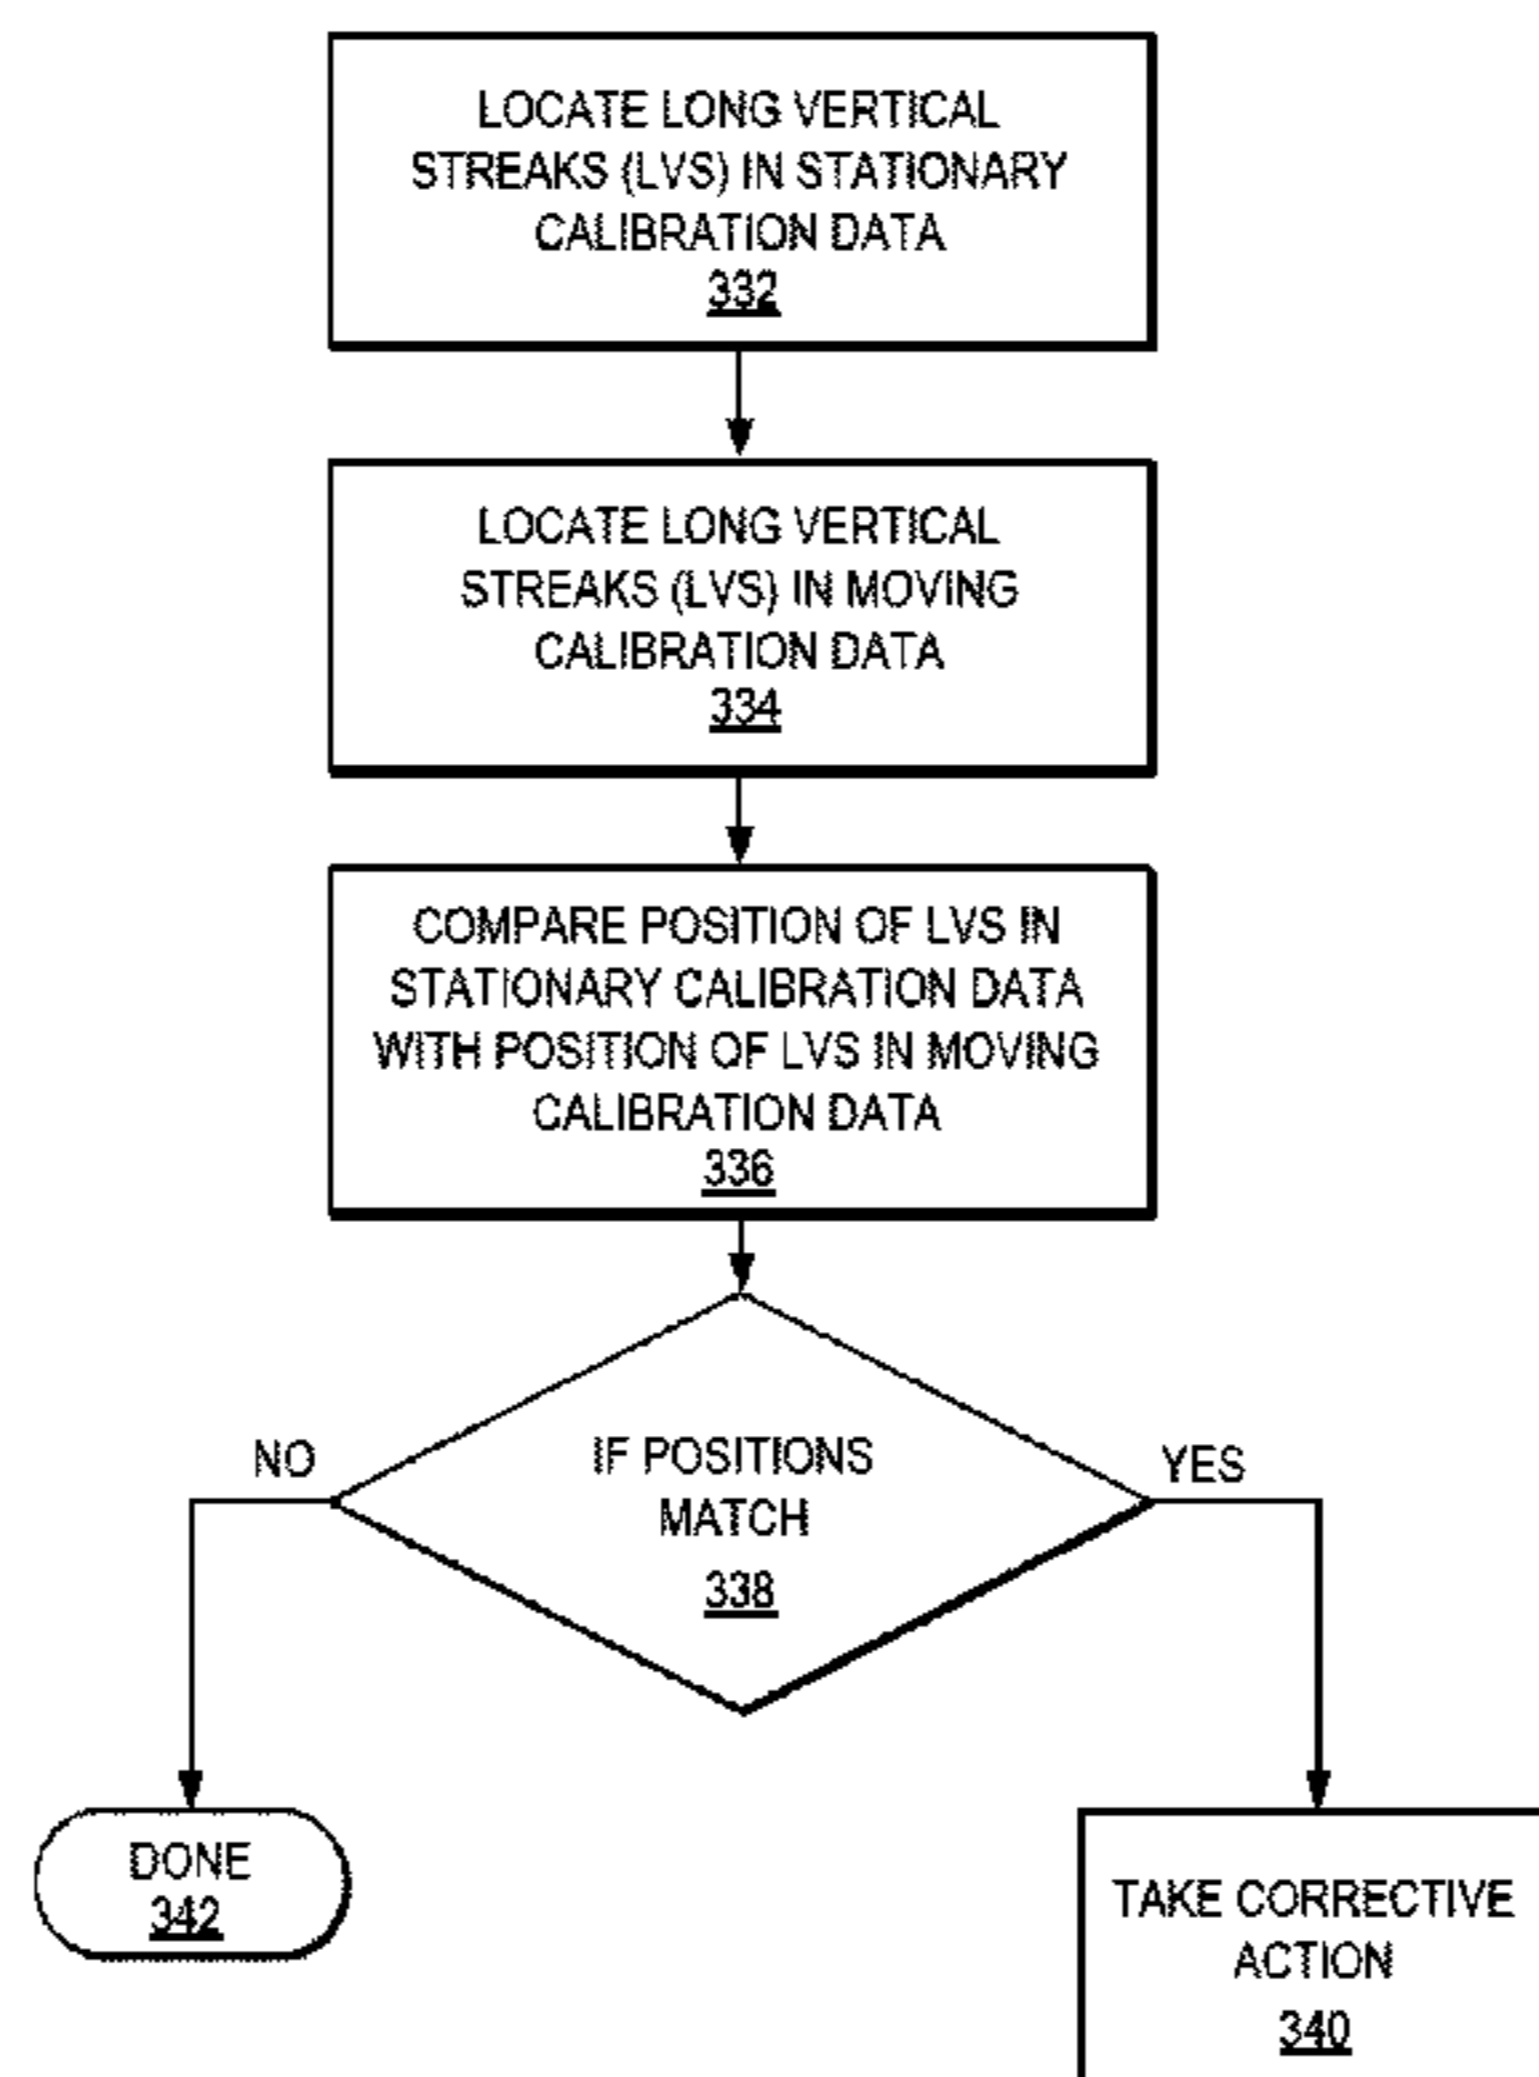 LOCATE LONG VERTICAL
STREAKS (LVS) IN STATIONARY
CALIBRATION DATA
332
LOCATE LONG VERTICAL
STREAKS (LVS) IN MOVING
CALIBRATION DATA
334
COMPARE POSITION OF LVS IN
STATIONARY CALIBRATION DATA
WITH POSITION OF LVS IN MOVING
CALIBRATION DATA
336
NO
IF POSITIONS
MATCH
338
YES
DONE
342
TAKE CORRECTIVE
ACTION
340